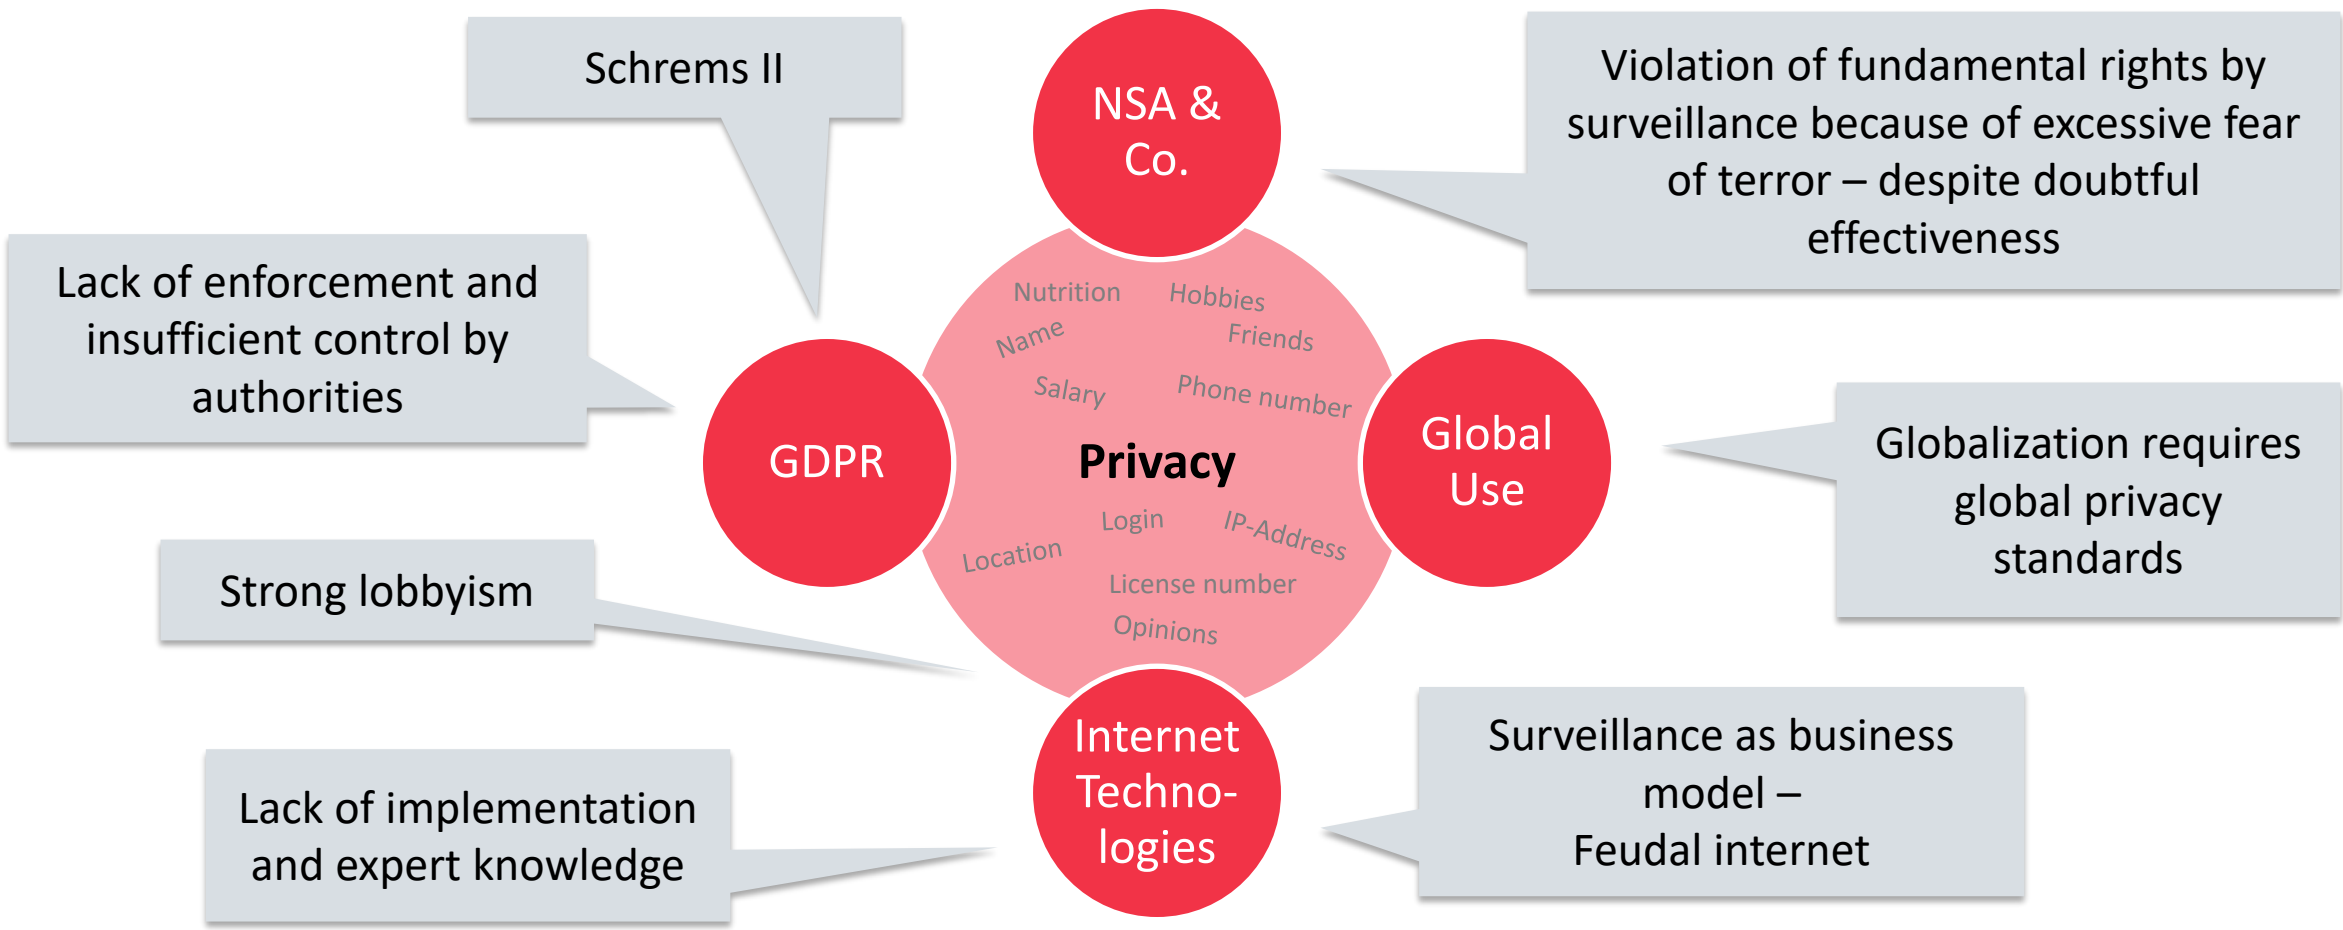 Schrems II
NSA &
Co.
Violation of fundamental rights by
surveillance because of excessive fear
of terror – despite doubtful
effectiveness
Lack of enforcement and
insufficient control by
authorities
Nutrition
Hobbies
Name
Friends
Salary
Phone number
GDPR
Privacy
Global
Use
Globalization requires
global privacy
standards
Login
IP-Address
Location
License number
Opinions
Strong lobbyism
Internet
Techno-
logies
Surveillance as business
model –
Feudal internet
Lack of implementation
and expert knowledge